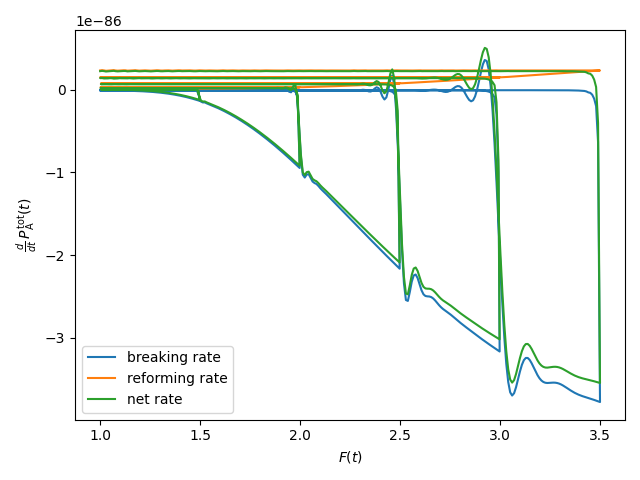 1e−86
d/dt P_A^tot(t)
0
−1
−2
−3
breaking rate
reforming rate
net rate
1.0 1.5 2.0 2.5 3.0 3.5
F(t)